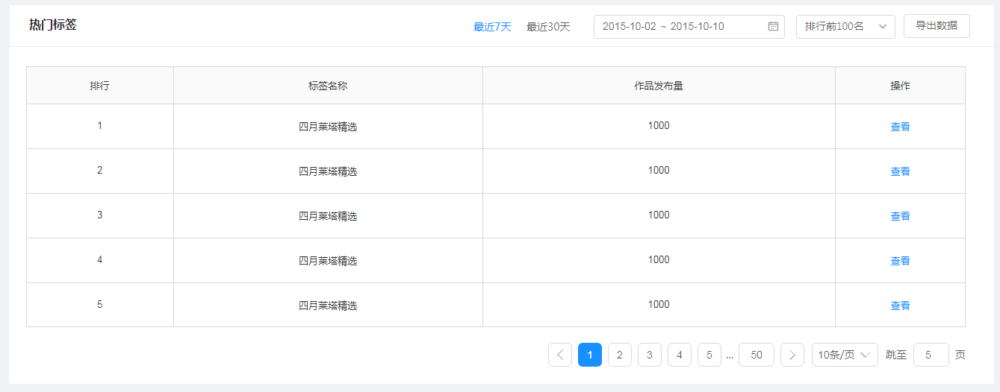 热门标签 最近7天 最近30天 2015-10-02 ~ 2015-10-10 排行前100名 导出数据
排行 标签名称 作品发布量 操作
1 四月莱塔精选 1000 查看
2 四月莱塔精选 1000 查看
3 四月莱塔精选 1000 查看
4 四月莱塔精选 1000 查看
5 四月莱塔精选 1000 查看
1 2 3 4 5 ... 50 10条/页 跳至 5 页